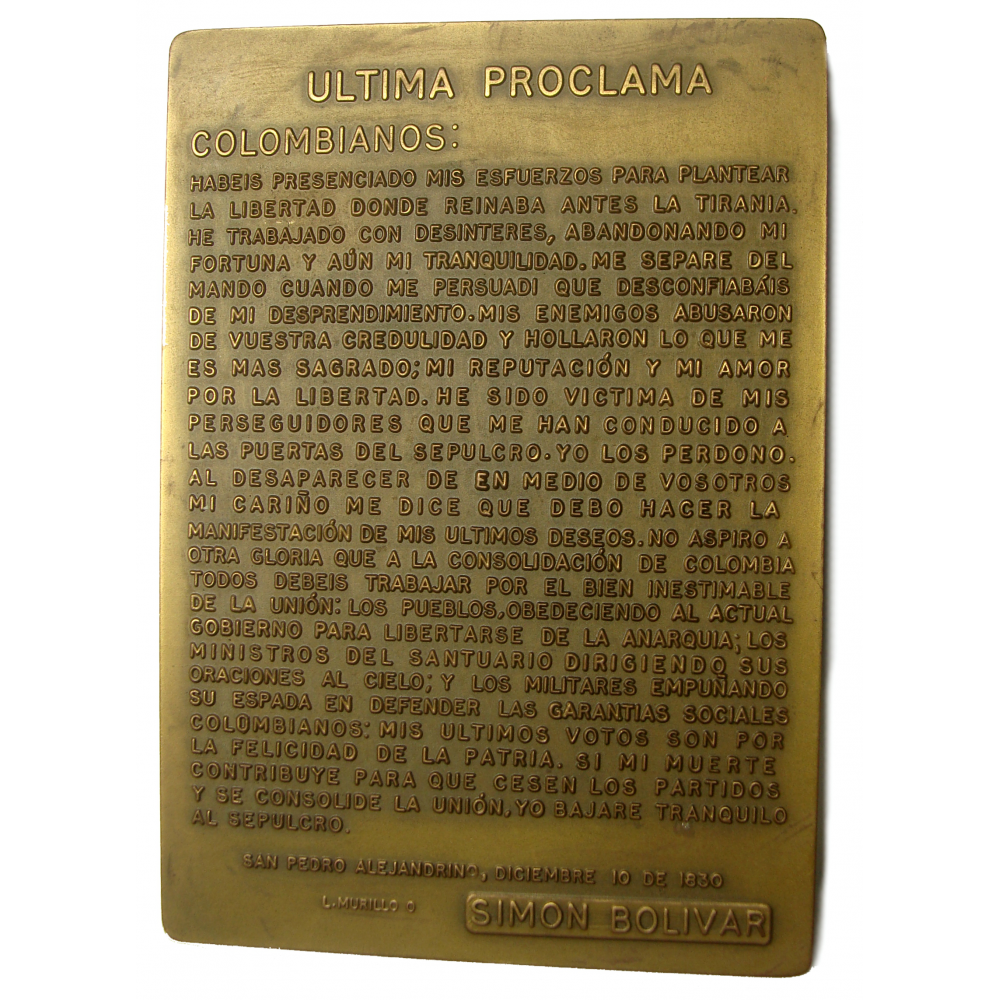 ULTIMA PROCLAMA
COLOMBIANOS:
HABEIS PRESENCIADO MIS ESFUERZOS PARA PLANTEAR
LA LIBERTAD DONDE REINABA ANTES LA TIRANIA.
HE TRABAJADO CON DESINTERES, ABANDONANDO MI
FORTUNA Y AÚN MI TRANQUILIDAD. ME SEPARE DEL
MANDO CUANDO ME PERSUADI QUE DESCONFIABÁIS
DE MI DESPRENDIMIENTO. MIS ENEMIGOS ABUSARON
DE VUESTRA CREDULIDAD Y HOLLARON LO QUE ME
ES MAS SAGRADO; MI REPUTACIÓN Y MI AMOR
POR LA LIBERTAD. HE SIDO VICTIMA DE MIS
PERSEGUIDORES QUE ME HAN CONDUCIDO A
LAS PUERTAS DEL SEPULCRO. YO LOS PERDONO.
AL DESAPARECER DE EN MEDIO DE VOSOTROS
MI CARIÑO ME DICE QUE DEBO HACER LA
MANIFESTACIÓN DE MIS ULTIMOS DESEOS. NO ASPIRO A
OTRA GLORIA QUE A LA CONSOLIDACIÓN DE COLOMBIA
TODOS DEBEIS TRABAJAR POR EL BIEN INESTIMABLE
DE LA UNIÓN: LOS PUEBLOS, OBEDECIENDO AL ACTUAL
GOBIERNO PARA LIBERTARSE DE LA ANARQUIA; LOS
MINISTROS DEL SANTUARIO DIRIGIENDO SUS
ORACIONES AL CIELO; Y LOS MILITARES EMPUÑANDO
SU ESPADA EN DEFENDER LAS GARANTIAS SOCIALES
COLOMBIANOS: MIS ULTIMOS VOTOS SON POR
LA FELICIDAD DE LA PATRIA. SI MI MUERTE
CONTRIBUYE PARA QUE CESEN LOS PARTIDOS
Y SE CONSOLIDE LA UNIÓN, YO BAJARE TRANQUILO
AL SEPULCRO.
SAN PEDRO ALEJANDRINO, DICIEMBRE 10 DE 1830
L. MURILLO O
SIMON BOLIVAR